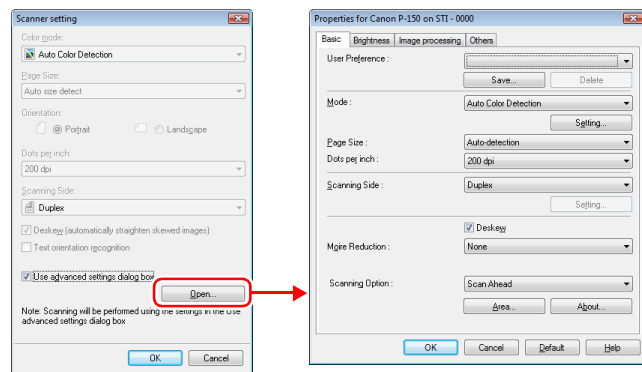 Scanner setting
Color mode:
Auto Color Detection
Page Size:
Auto size detect
Orientation:
Portrait
Landscape
Dots per inch:
200 dpi
Scanning Side:
Duplex
Deskew (automatically straighten skewed images)
Text orientation recognition
Use advanced settings dialog box
Open...
Note: Scanning will be performed using the settings in the Use
advanced settings dialog box
OK Cancel
Properties for Canon P-150 on STI - 0000
Basic Brightness Image processing Others
User Preference :
Save... Delete
Mode : Auto Color Detection
Setting...
Page Size : Auto-detection
Dots per inch : 200 dpi
Scanning Side : Duplex
Setting...
Deskew
Moire Reduction : None
Scanning Option : Scan Ahead
Area... About...
OK Cancel Default Help